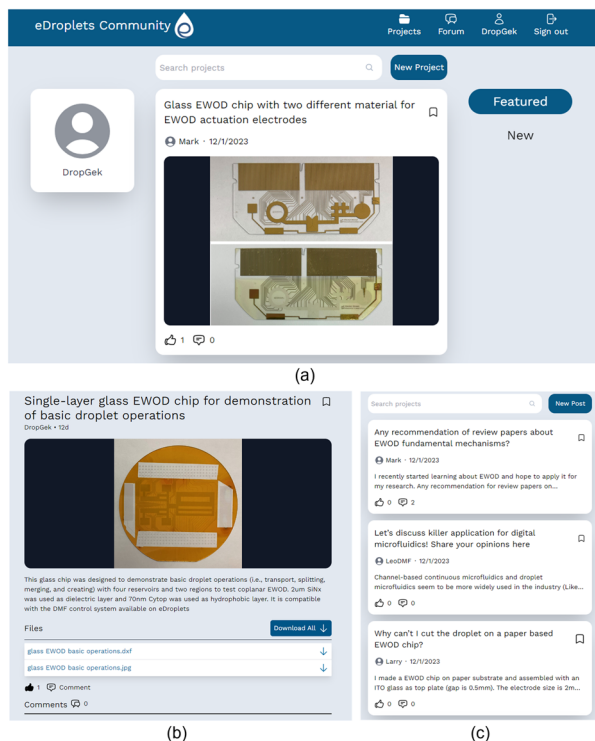 eDroplets Community
Projects
Forum
DropGek
Sign out
Search projects
New Project
DropGek
Glass EWOD chip with two different material for
EWOD actuation electrodes
Mark · 12/1/2023
1
0
Featured
New
(a)
Single-layer glass EWOD chip for demonstration
of basic droplet operations
DropGek • 12d
This glass chip was designed to demonstrate basic droplet operations (i.e., transport, splitting,
merging, and creating) with four reservoirs and two regions to test coplanar EWOD. 2um SiNx
was used as dielectric layer and 70nm Cytop was used as hydrophobic layer. It is compatible
with the DMF control system available on eDroplets
Files
Download All
glass EWOD basic operations.dxf
glass EWOD basic operations.jpg
1
Comment
Comments
0
(b)
Search projects
New Post
Any recommendation of review papers about
EWOD fundamental mechanisms?
Mark · 12/1/2023
I recently started learning about EWOD and hope to apply it for
my research. Any recommendation for review papers on...
0
2
Let's discuss killer application for digital
microfluidics! Share your opinions here
LeoDMF · 12/1/2023
Channel-based continuous microfluidics and droplet
microfluidics seem to be more widely used in the industry (Like...
0
0
Why can't I cut the droplet on a paper based
EWOD chip?
Larry · 12/1/2023
I made a EWOD chip on paper substrate and assembled with an
ITO glass as top plate (gap is 0.5mm). The electrode size is 2m...
0
0
(c)